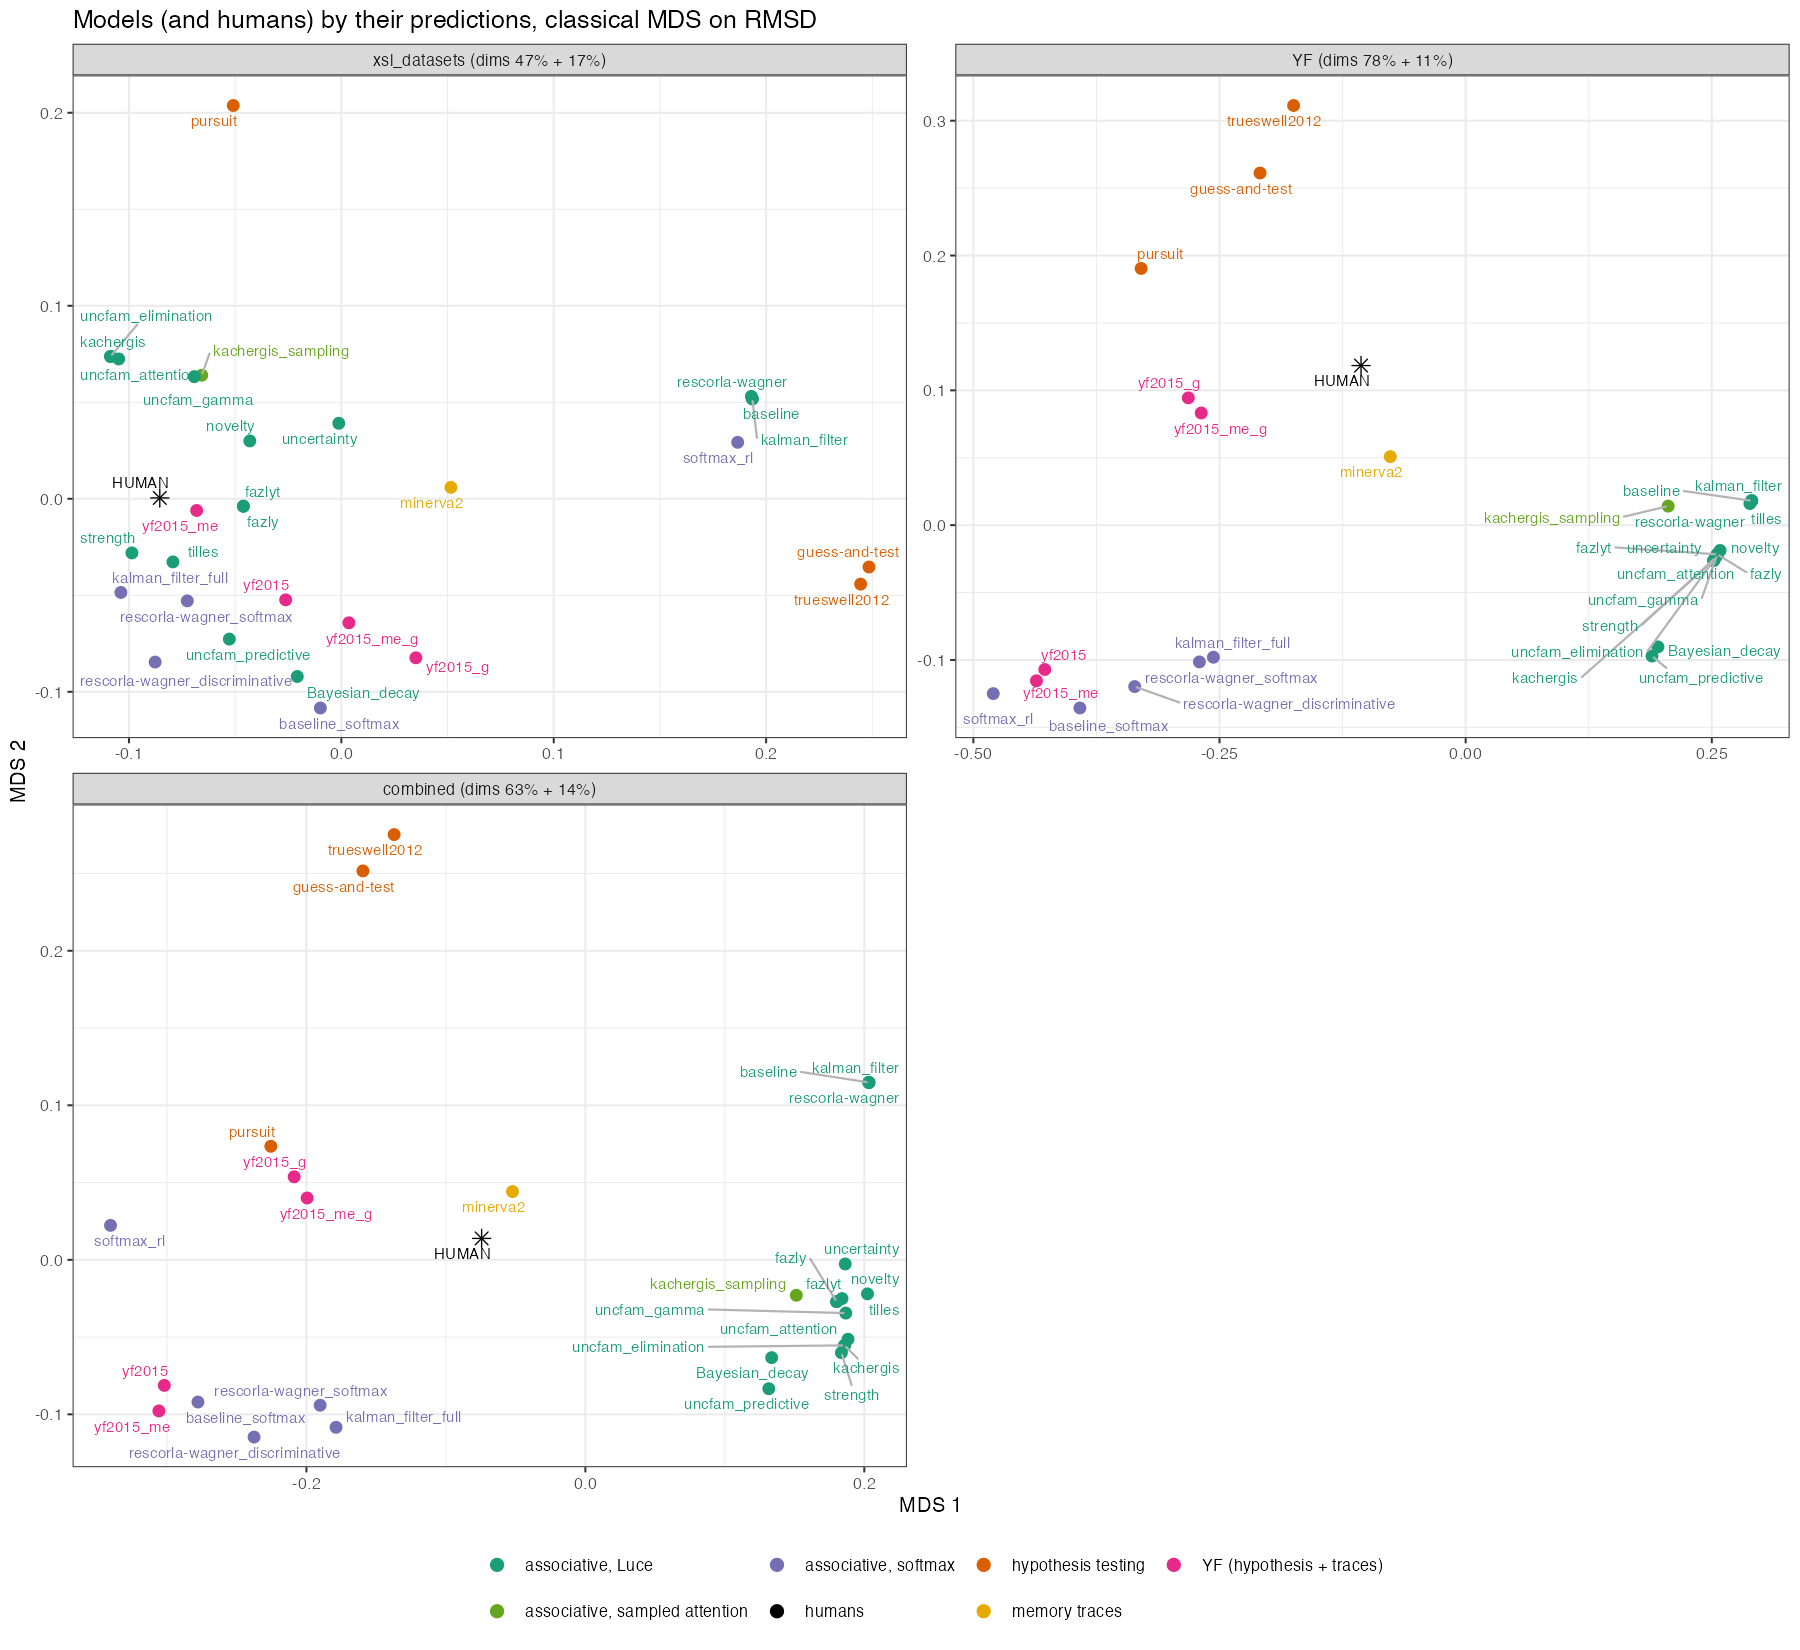 Models (and humans) by their predictions, classical MDS on RMSD
xsl_datasets (dims 47% + 17%)
0.2
0.1
0.0
-0.1
pursuit
uncfam_elimination
kachergis
kachergis_sampling
uncfam_attention
uncfam_gamma
novelty
uncertainty
rescorla-wagner
baseline
kalman_filter
softmax_rl
HUMAN
fazlyt
minerva2
fazly
yf2015_me
strength
tilles
guess-and-test
kalman_filter_full
yf2015
trueswell2012
rescorla-wagner_softmax
yf2015_me_g
uncfam_predictive
yf2015_g
rescorla-wagner_discriminative
Bayesian_decay
baseline_softmax
-0.1
0.0
0.1
0.2
YF (dims 78% + 11%)
0.3
0.2
0.1
0.0
-0.1
trueswell2012
guess-and-test
pursuit
HUMAN
yf2015_g
yf2015_me_g
minerva2
kalman_filter
baseline
kachergis_sampling
rescorla-wagner
tilles
fazlyt
uncertainty
novelty
uncfam_attention
fazly
uncfam_gamma
strength
kalman_filter_full
uncfam_elimination
Bayesian_decay
yf2015
rescorla-wagner_softmax
kachergis
uncfam_predictive
yf2015_me
rescorla-wagner_discriminative
softmax_rl
baseline_softmax
-0.50
-0.25
0.00
0.25
combined (dims 63% + 14%)
0.2
0.1
0.0
-0.1
trueswell2012
guess-and-test
baseline
kalman_filter
rescorla-wagner
pursuit
yf2015_g
yf2015_me_g
minerva2
softmax_rl
HUMAN
uncertainty
fazly
novelty
kachergis_sampling
fazlyt
uncfam_gamma
tilles
uncfam_attention
uncfam_elimination
kachergis
Bayesian_decay
yf2015
rescorla-wagner_softmax
strength
uncfam_predictive
baseline_softmax
kalman_filter_full
yf2015_me
rescorla-wagner_discriminative
-0.2
0.0
0.2
MDS 2
MDS 1
associative, Luce
associative, softmax
hypothesis testing
YF (hypothesis + traces)
associative, sampled attention
humans
memory traces